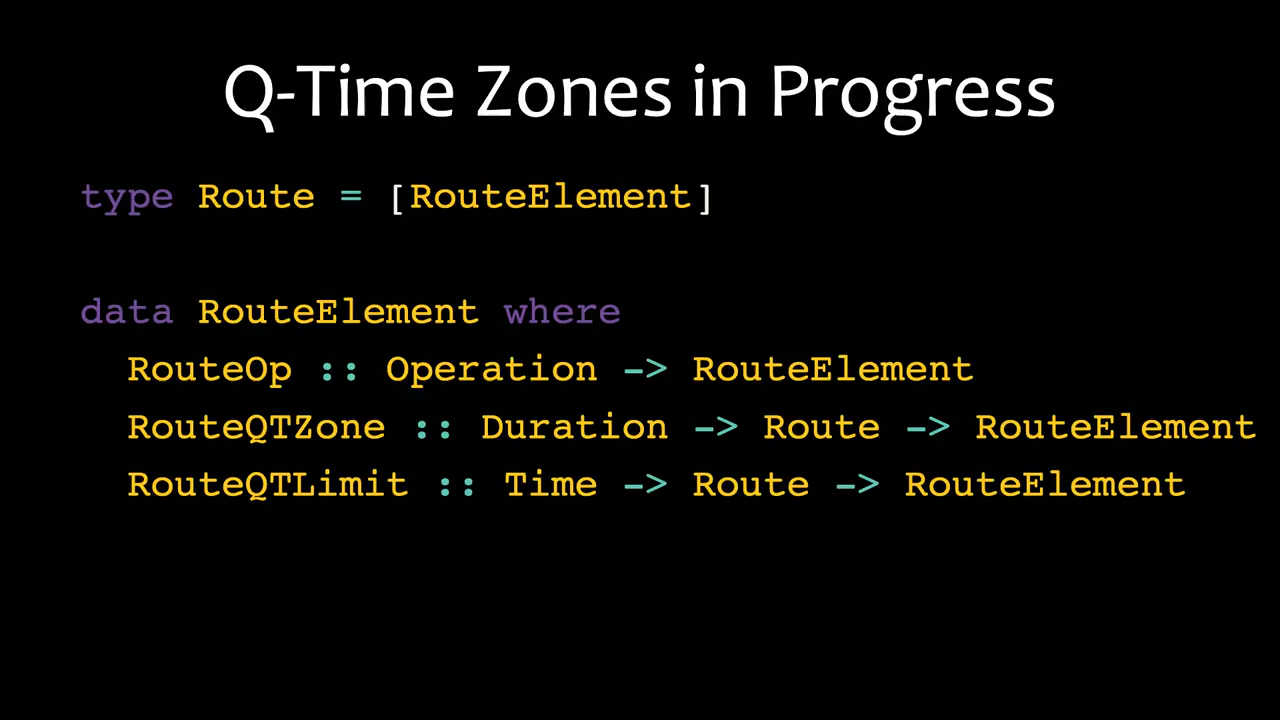 Q-Time Zones in Progress
type Route = [RouteElement]
data RouteElement where
RouteOp :: Operation -> RouteElement
RouteQTZone :: Duration -> Route -> RouteElement
RouteQTLimit :: Time -> Route -> RouteElement